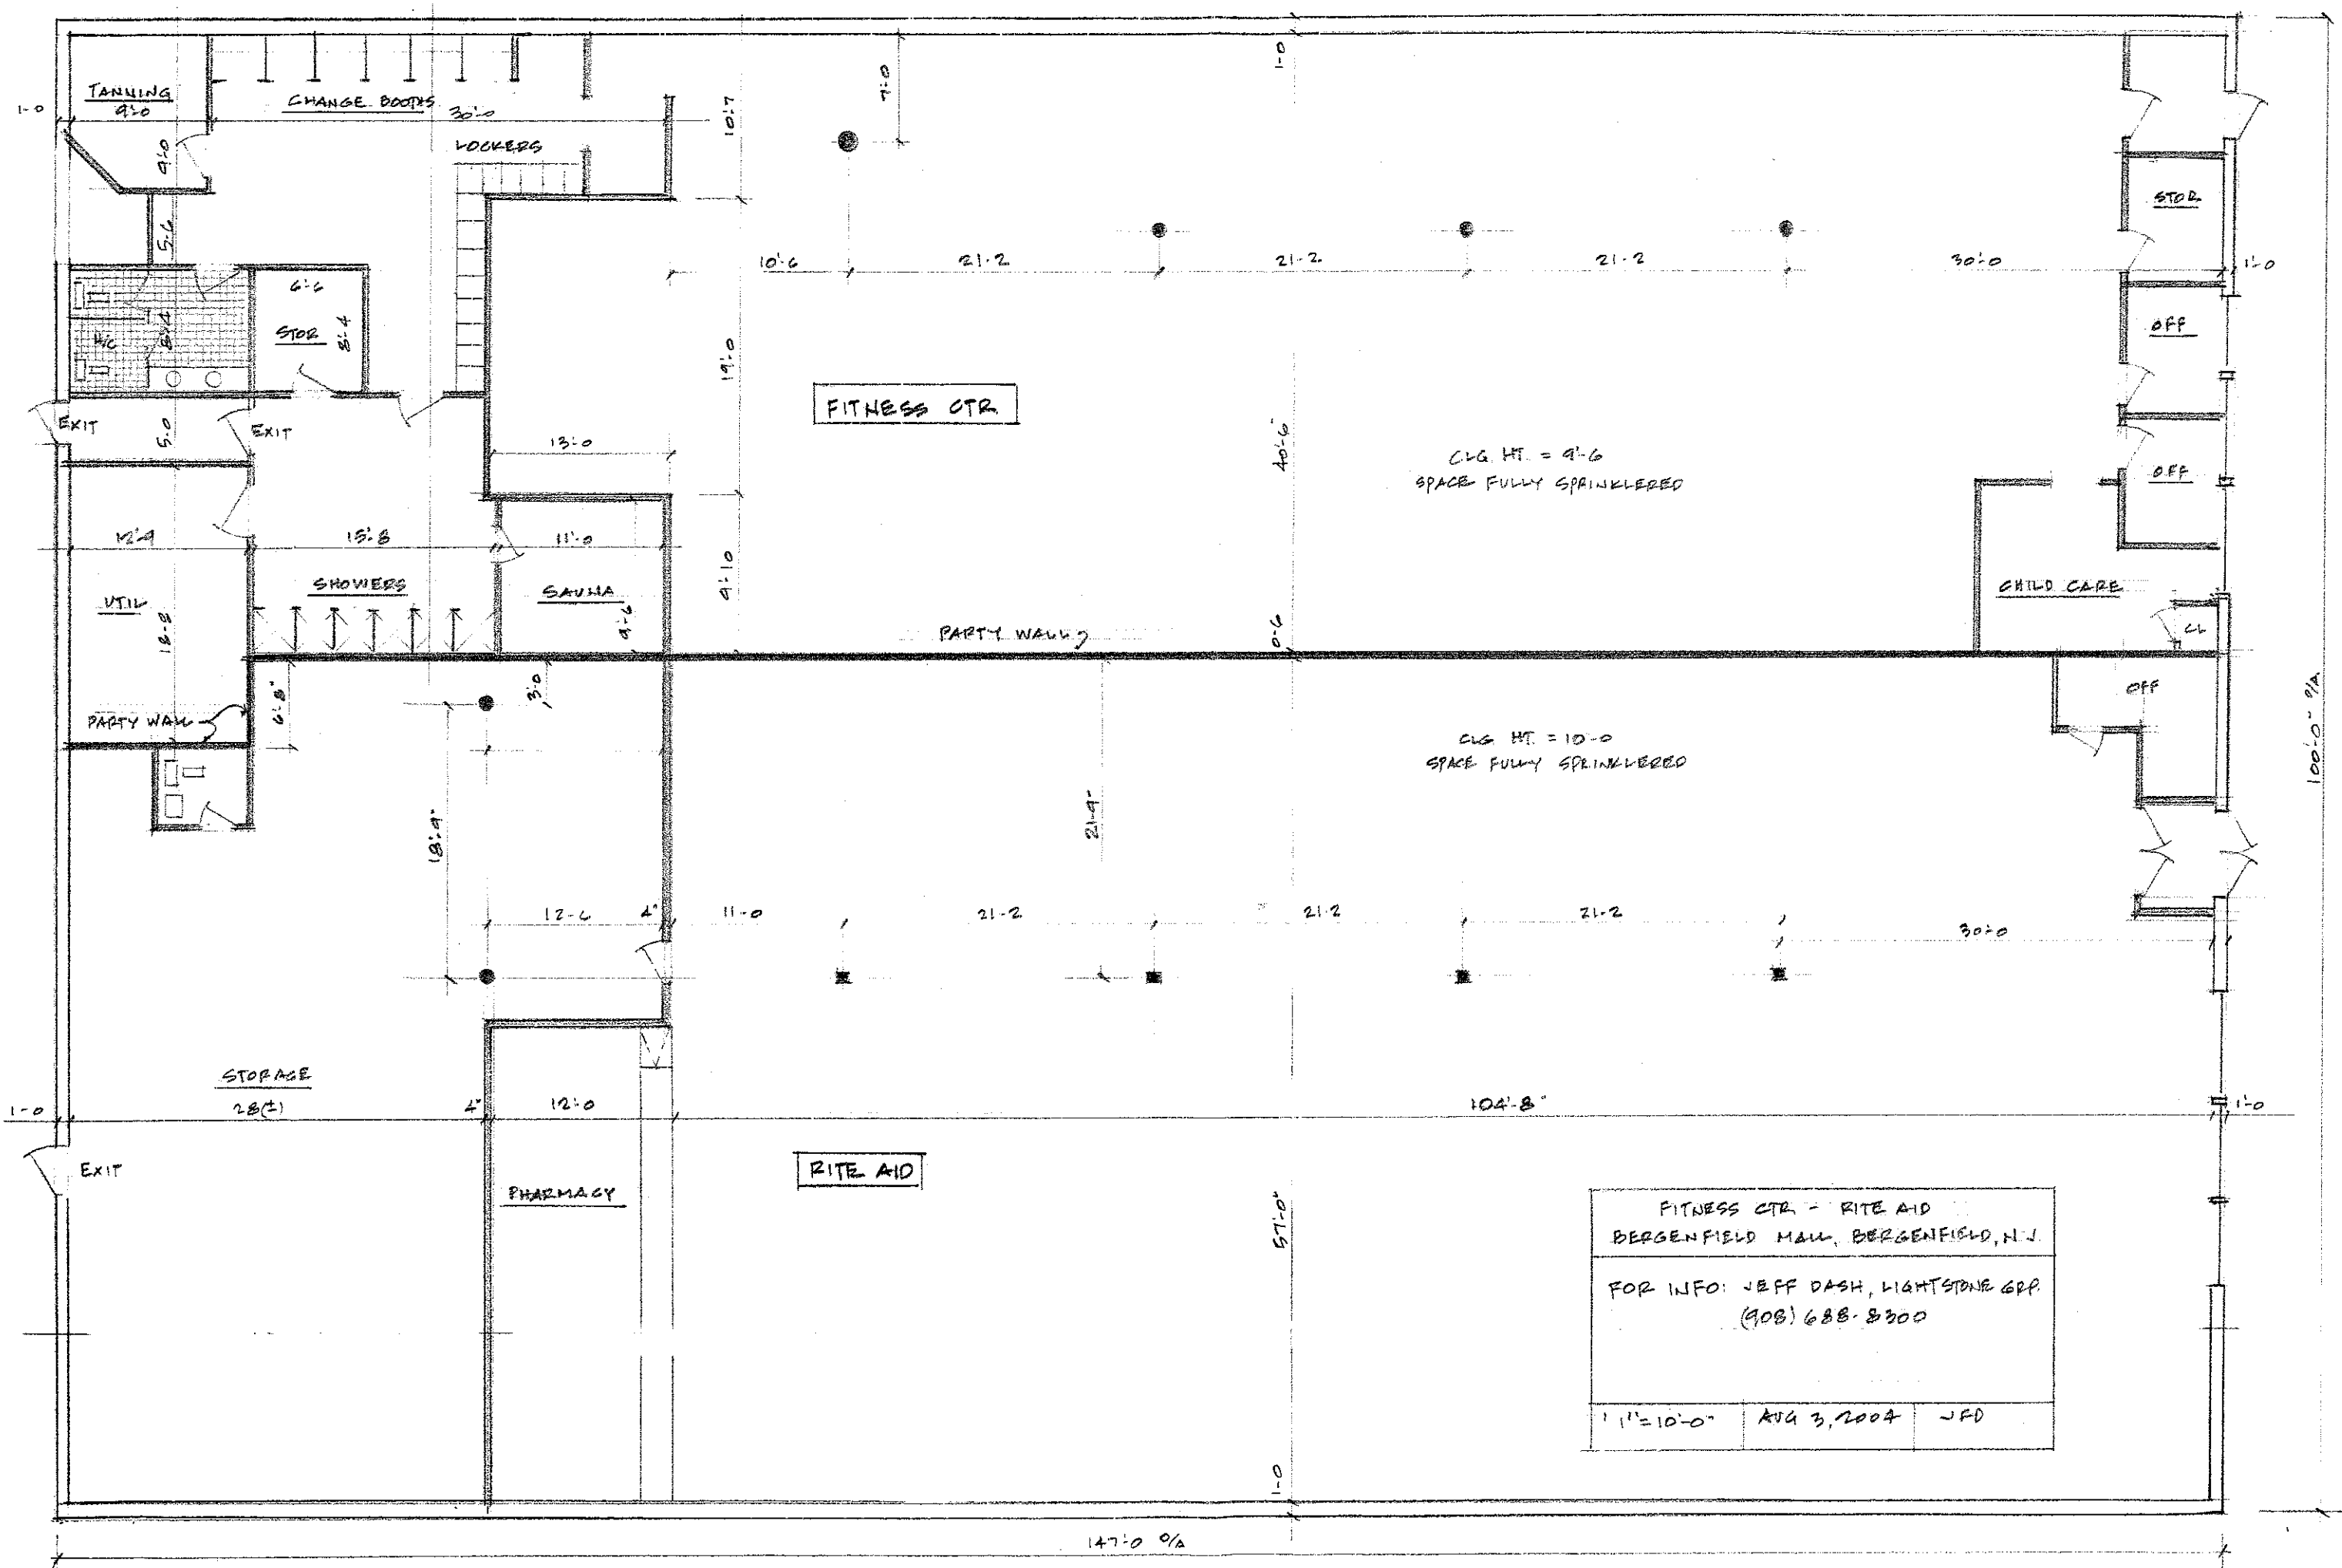 TANNING
9'-0
1-0
CHANGE BOOTHS
30'-0
LOCKERS
9'-0
5-6
10'-7
7'-0
1-0
STOR
10'-6
21-2
21-2
21-2
30'-0
1'-0
6'-6
STOR
8'-4
H/C
8'-4
OFF
19'-0
FITNESS CTR
EXIT
5-0
EXIT
13'-0
40'-6"
CLG. HT. = 9'-6
SPACE FULLY SPRINKLERED
OFF
12'-9
15'-8
11'-0
9'-10
UTIL
18-8
SHOWERS
SAUNA
9'-6
CHILD CARE
CL
PARTY WALL
0-6
PARTY WALL
6'-8"
3'-0
OFF
CLG. HT. = 10-0
SPACE FULLY SPRINKLERED
100'-0" O/A
18'-9"
21-9"
12-6
4"
11-0
21-2
21-2
21-2
30'-0
STORAGE
1-0
28(±)
4"
12'-0
104'-8"
1'-0
EXIT
PHARMACY
RITE AID
57'-0"
FITNESS CTR - RITE AID
BERGENFIELD MALL, BERGENFIELD, N.J.
FOR INFO: JEFF DASH, LIGHTSTONE GRP.
(908) 688-8300
1"=10'-0"
AUG 3, 2004
JFD
1-0
147'-0 O/A